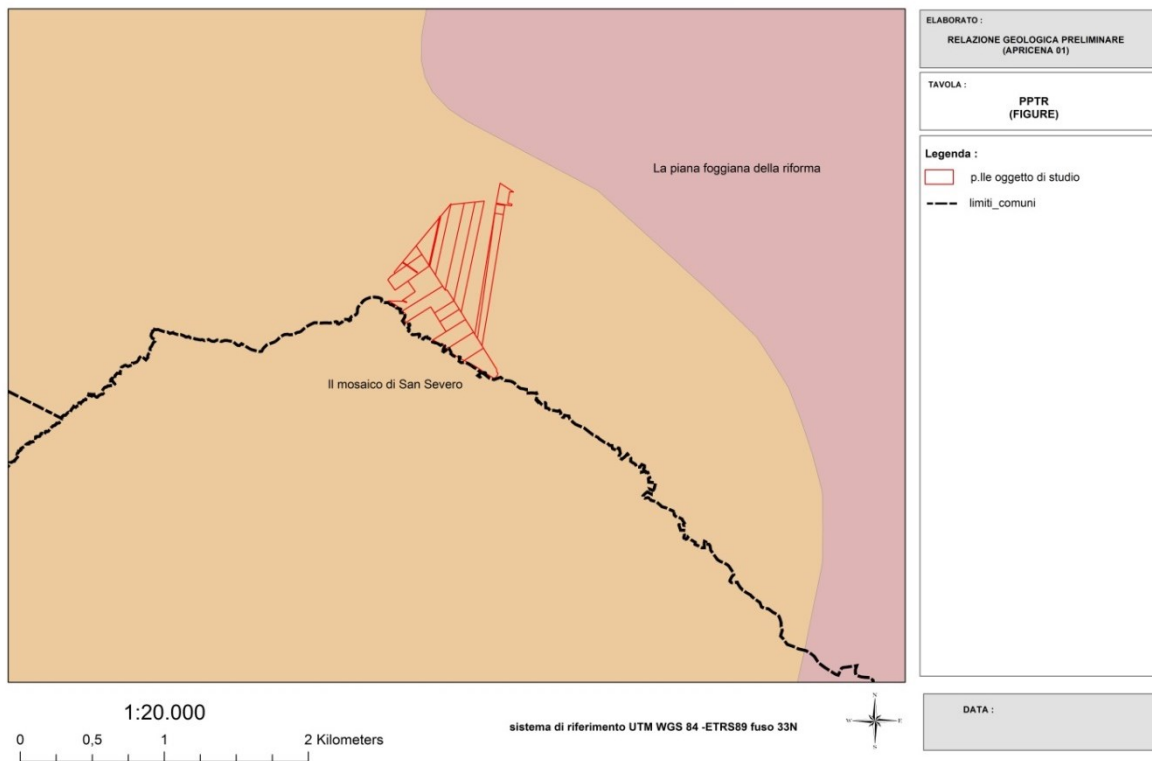 La piana foggiana della riforma
Il mosaico di San Severo
ELABORATO :
RELAZIONE GEOLOGICA PRELIMINARE
(APRICENA 01)
TAVOLA :
PPTR
(FIGURE)
Legenda :
p.lle oggetto di studio
limiti_comuni
1:20.000
0 0,5 1 2 Kilometers
sistema di riferimento UTM WGS 84 -ETRS89 fuso 33N
N
W E
S
DATA :